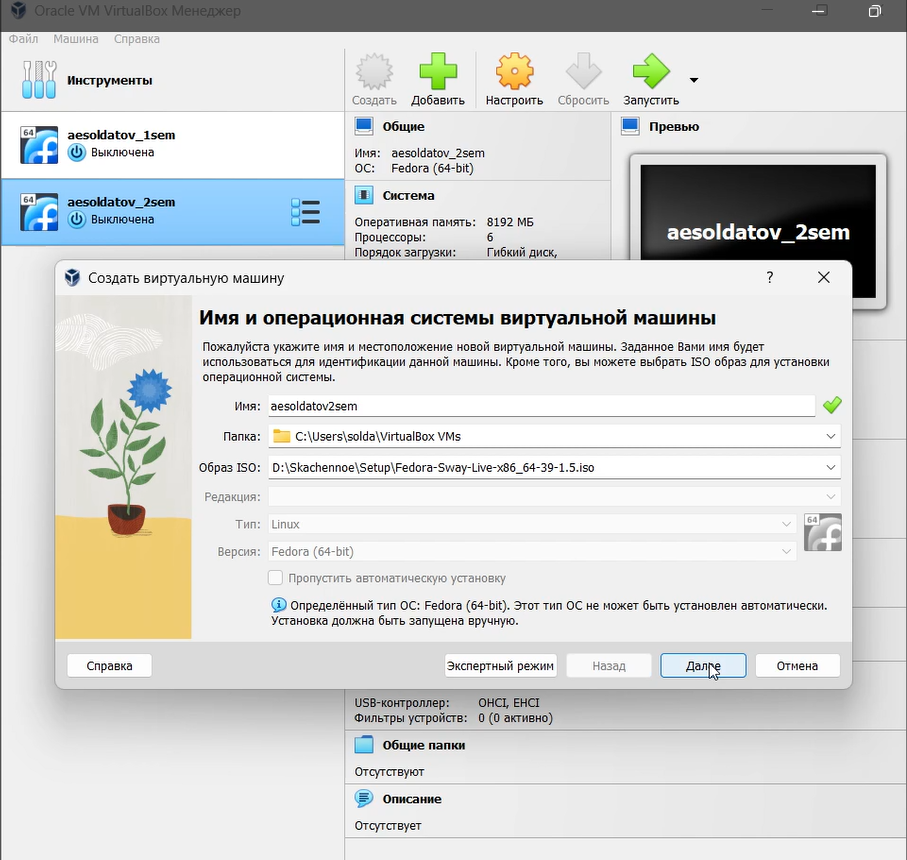 Oracle VM VirtualBox Менеджер
Файл Машина Справка
Инструменты
Создать Добавить Настроить Сбросить Запустить
64
aesoldatov_1sem
Выключена
64
aesoldatov_2sem
Выключена
Общие
Имя: aesoldatov_2sem
ОС: Fedora (64-bit)
Система
Оперативная память: 8192 МБ
Процессоры: 6
Порядок загрузки: Гибкий диск,
Превью
aesoldatov_2sem
Создать виртуальную машину
?
Имя и операционная системы виртуальной машины
Пожалуйста укажите имя и местоположение новой виртуальной машины. Заданное Вами имя будет
использоваться для идентификации данной машины. Кроме того, вы можете выбрать ISO образ для установки
операционной системы.
Имя: aesoldatov2sem
Папка: C:\Users\solda\VirtualBox VMs
Образ ISO: D:\Skachennoe\Setup\Fedora-Sway-Live-x86_64-39-1.5.iso
Редакция:
Тип: Linux
64
Версия: Fedora (64-bit)
Пропустить автоматическую установку
Определённый тип ОС: Fedora (64-bit). Этот тип ОС не может быть установлен автоматически.
Установка должна быть запущена вручную.
Справка Экспертный режим Назад Далее Отмена
USB-контроллер: OHCI, EHCI
Фильтры устройств: 0 (0 активно)
Общие папки
Отсутствуют
Описание
Отсутствует